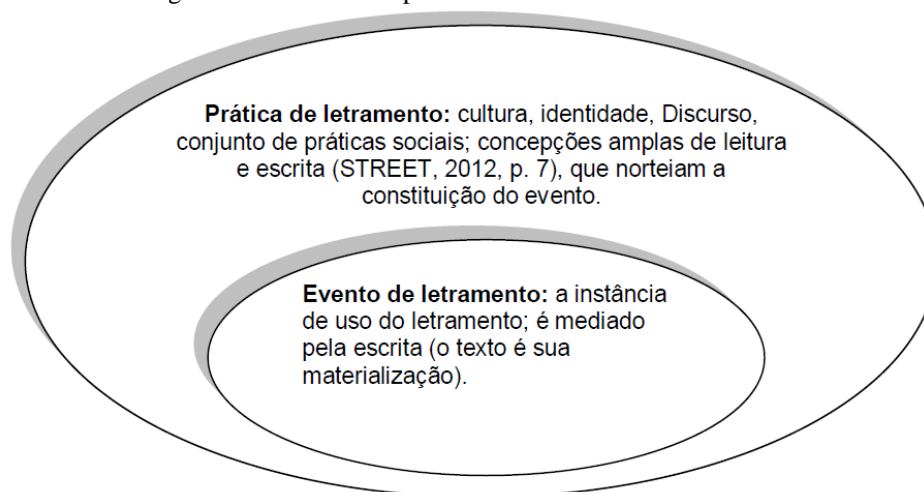 Prática de letramento: cultura, identidade, Discurso,
conjunto de práticas sociais; concepções amplas de leitura
e escrita (STREET, 2012, p. 7), que norteiam a
constituição do evento.
Evento de letramento: a instância
de uso do letramento; é mediado
pela escrita (o texto é sua
materialização).